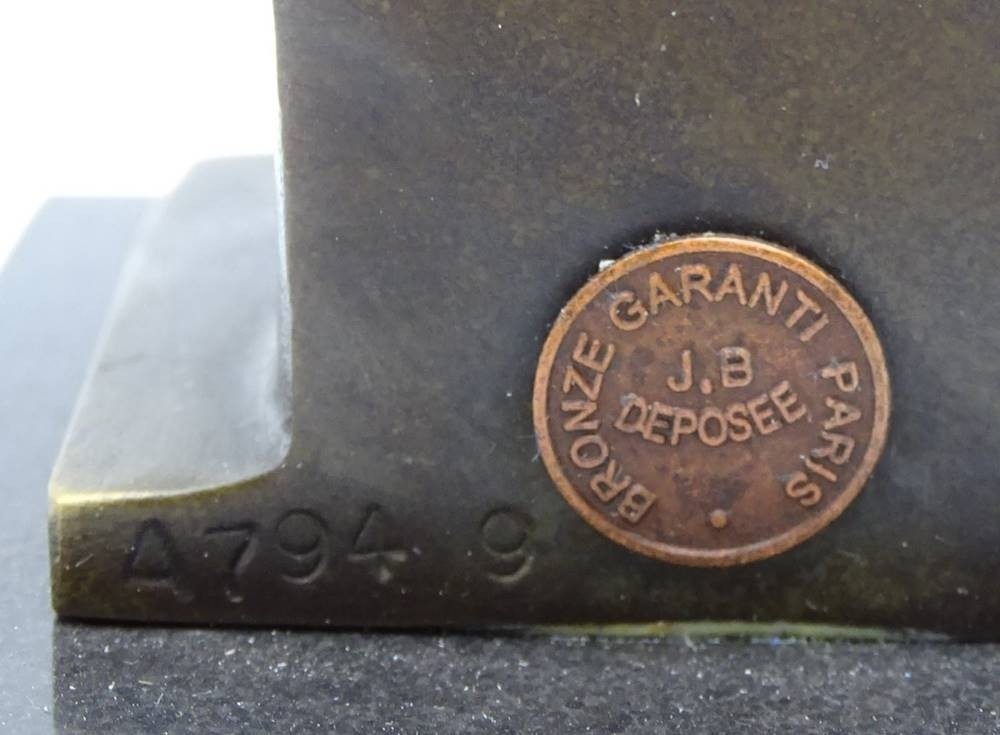 BRONZE GARANTI PARIS
J.B
DEPOSEE
A794 9